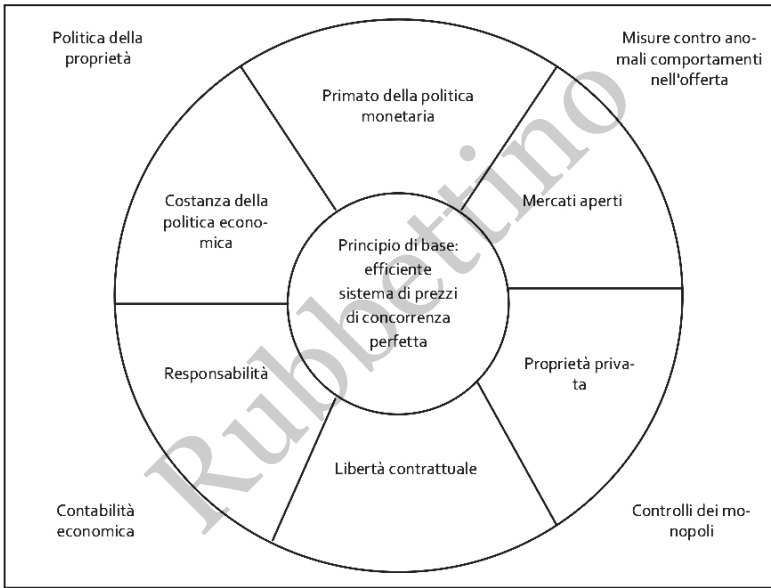 Politica della
proprietà
Misure contro ano-
mali comportamenti
nell'offerta
Primato della politica
monetaria
Costanza della
politica econo-
mica
Mercati aperti
Principio di base:
efficiente
sistema di prezzi
di concorrenza
perfetta
Responsabilità
Proprietà priva-
ta
Libertà contrattuale
Contabilità
economica
Controlli dei mo-
nopoli
Rubbettino